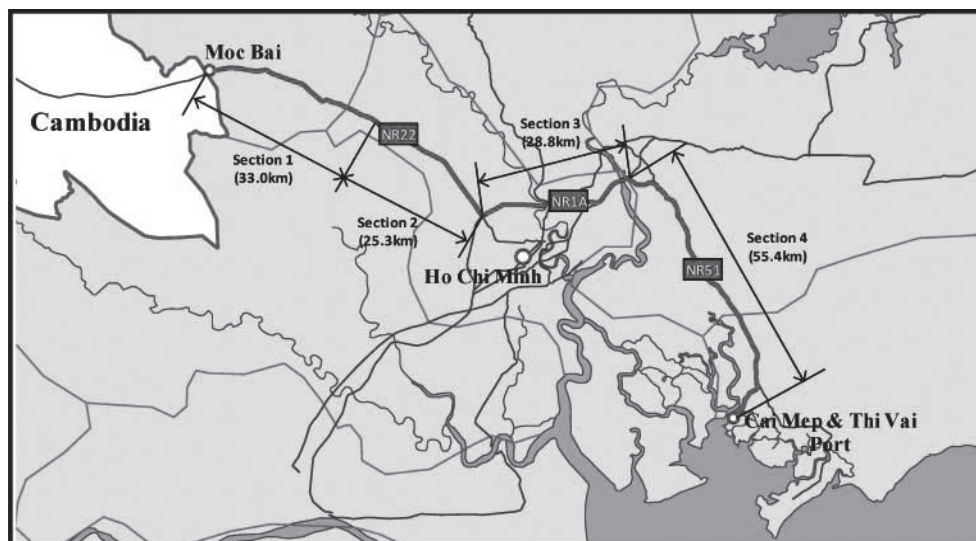 Moc Bai
Cambodia
NR22
Section 1
(33.0km)
Section 2
(25.3km)
Section 3
(28.8km)
NR1A
Ho Chi Minh
Section 4
(55.4km)
NR51
Cai Mep & Thi Vai
Port